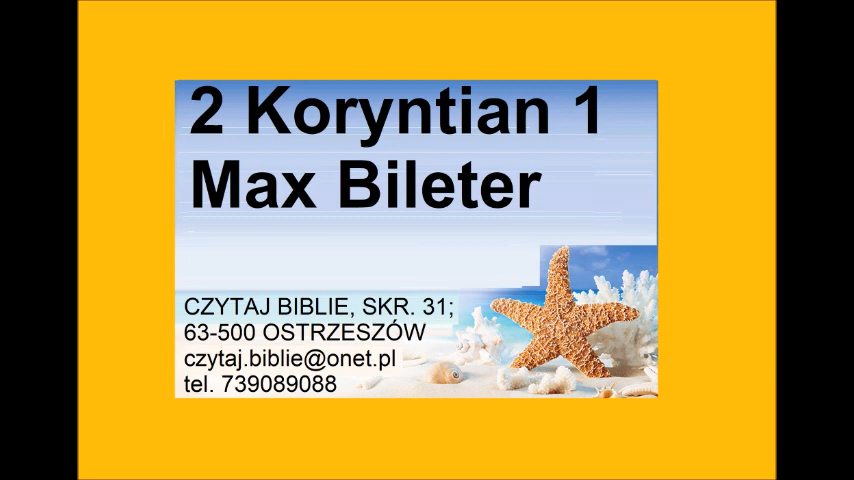 2 Koryntian 1
Max Bileter
CZYTAJ BIBLIE, SKR. 31;
63-500 OSTRZESZÓW
czytaj.biblie@onet.pl
tel. 739089088